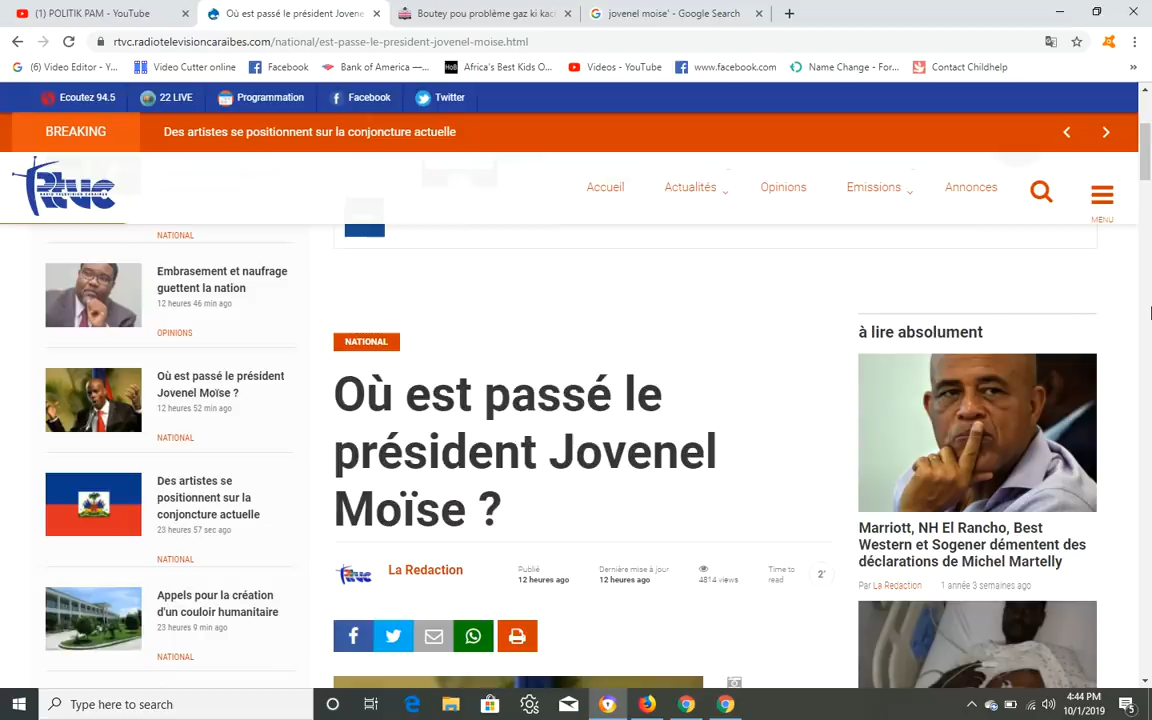 (1) POLITIK PAM - YouTube
Où est passé le président Jovene
Boutey pou problème gaz ki kac
jovenel moise' - Google Search
rtvc.radiotelevisioncaraibes.com/national/est-passe-le-president-jovenel-moise.html
(6) Video Editor - Y...
Video Cutter online
Facebook
Bank of America —...
HoB
Africa's Best Kids O...
Videos - YouTube
www.facebook.com
Name Change - For...
Contact Childhelp
Ecoutez 94.5
22 LIVE
Programmation
Facebook
Twitter
BREAKING
Des artistes se positionnent sur la conjoncture actuelle
RTVC
RADIO TELEVISION CARAIBES
Accueil
Actualités
Opinions
Emissions
Annonces
MENU
NATIONAL
Embrasement et naufrage
guettent la nation
12 heures 46 min ago
OPINIONS
Où est passé le président
Jovenel Moïse ?
12 heures 52 min ago
NATIONAL
Des artistes se
positionnent sur la
conjoncture actuelle
23 heures 57 sec ago
NATIONAL
Appels pour la création
d'un couloir humanitaire
23 heures 9 min ago
NATIONAL
NATIONAL
Où est passé le
président Jovenel
Moïse ?
RTVC
La Redaction
Publié
12 heures ago
Dernière mise à jour
12 heures ago
4814 views
Time to
read
2'
à lire absolument
Marriott, NH El Rancho, Best
Western et Sogener démentent des
déclarations de Michel Martelly
Par La Redaction 1 année 3 semaines ago
Type here to search
4:44 PM
10/1/2019
5